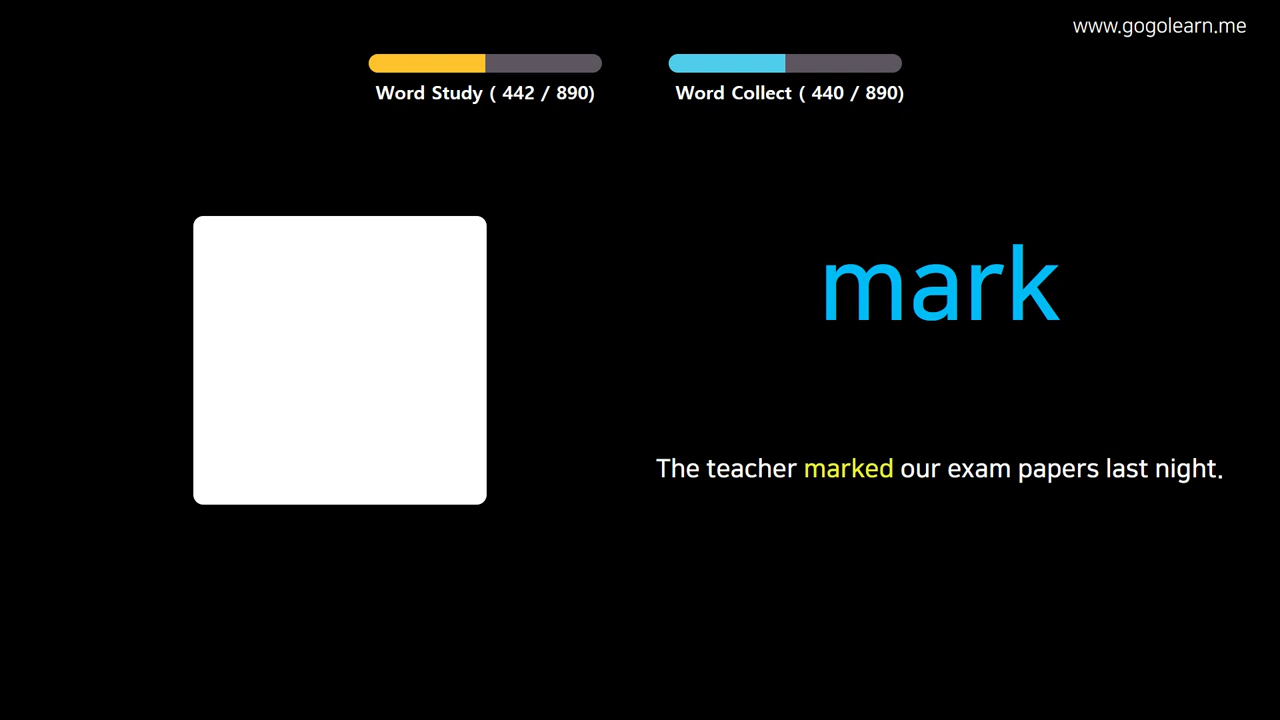 www.gogolearn.me
Word Study ( 442 / 890)
Word Collect ( 440 / 890)
mark
The teacher marked our exam papers last night.